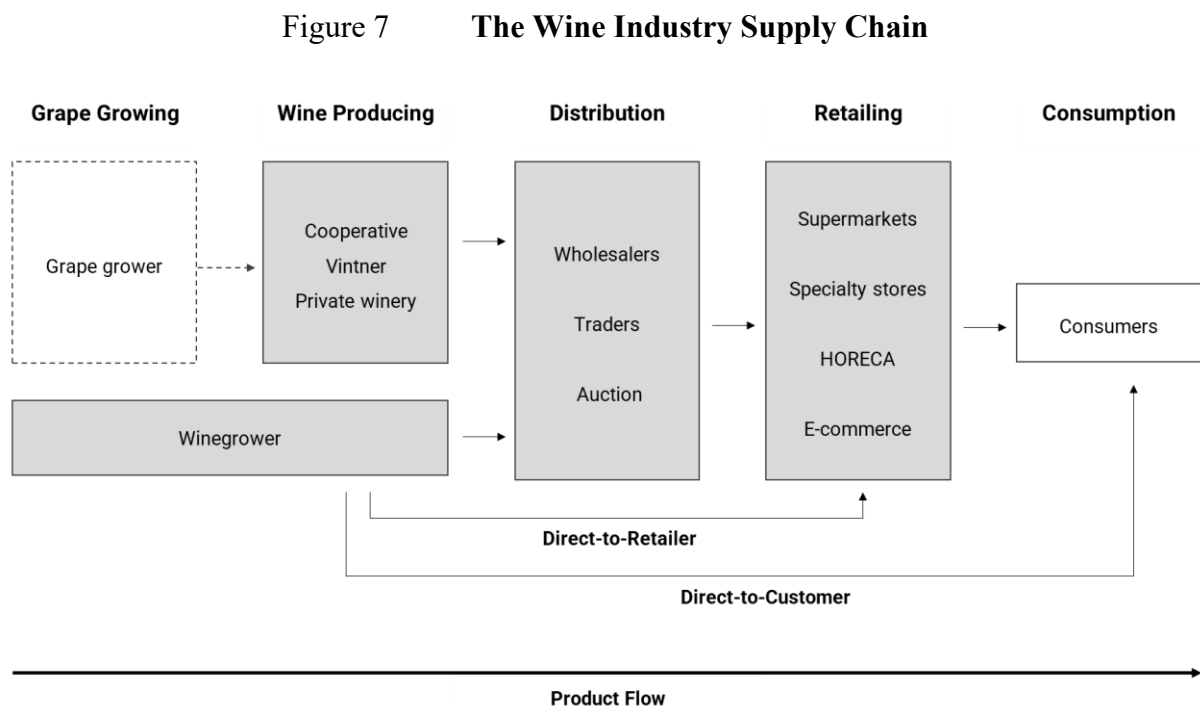 Figure 7 The Wine Industry Supply Chain
Grape Growing
Wine Producing
Distribution
Retailing
Consumption
Grape grower
Cooperative
Vintner
Private winery
Winegrower
Wholesalers
Traders
Auction
Supermarkets
Specialty stores
HORECA
E-commerce
Consumers
Direct-to-Retailer
Direct-to-Customer
Product Flow